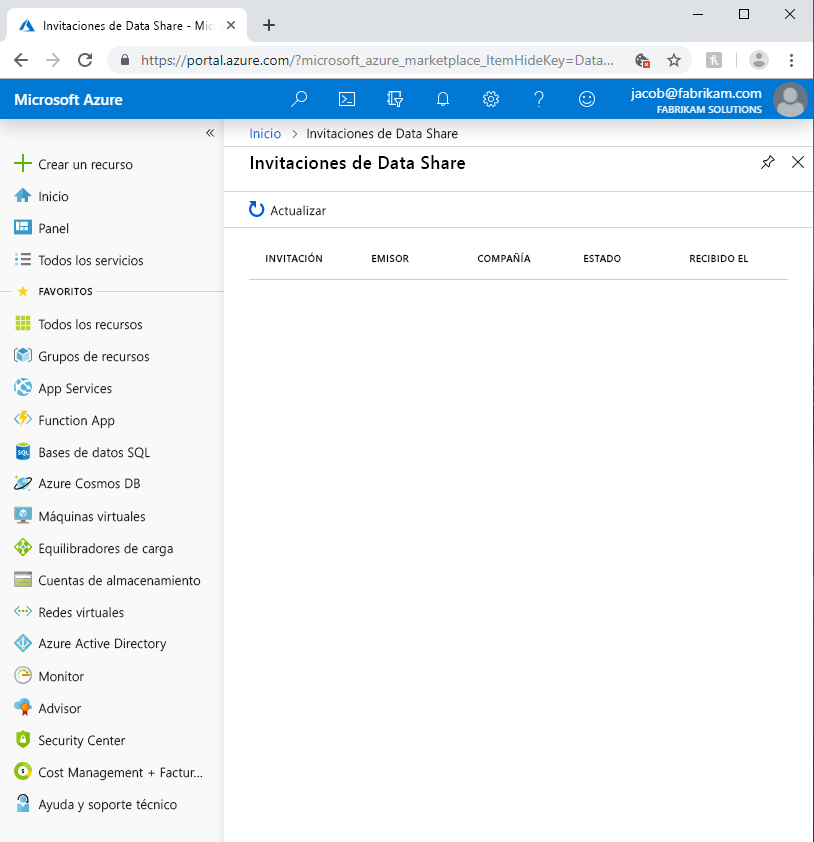 Invitaciones de Data Share - Mic
https://portal.azure.com/?microsoft_azure_marketplace_ItemHideKey=Data...
Microsoft Azure
jacob@fabrikam.com
FABRIKAM SOLUTIONS
«
Inicio > Invitaciones de Data Share
Invitaciones de Data Share
Actualizar
INVITACIÓN EMISOR COMPAÑÍA ESTADO RECIBIDO EL
Crear un recurso
Inicio
Panel
Todos los servicios
FAVORITOS
Todos los recursos
Grupos de recursos
App Services
Function App
Bases de datos SQL
Azure Cosmos DB
Máquinas virtuales
Equilibradores de carga
Cuentas de almacenamiento
Redes virtuales
Azure Active Directory
Monitor
Advisor
Security Center
Cost Management + Factur...
Ayuda y soporte técnico